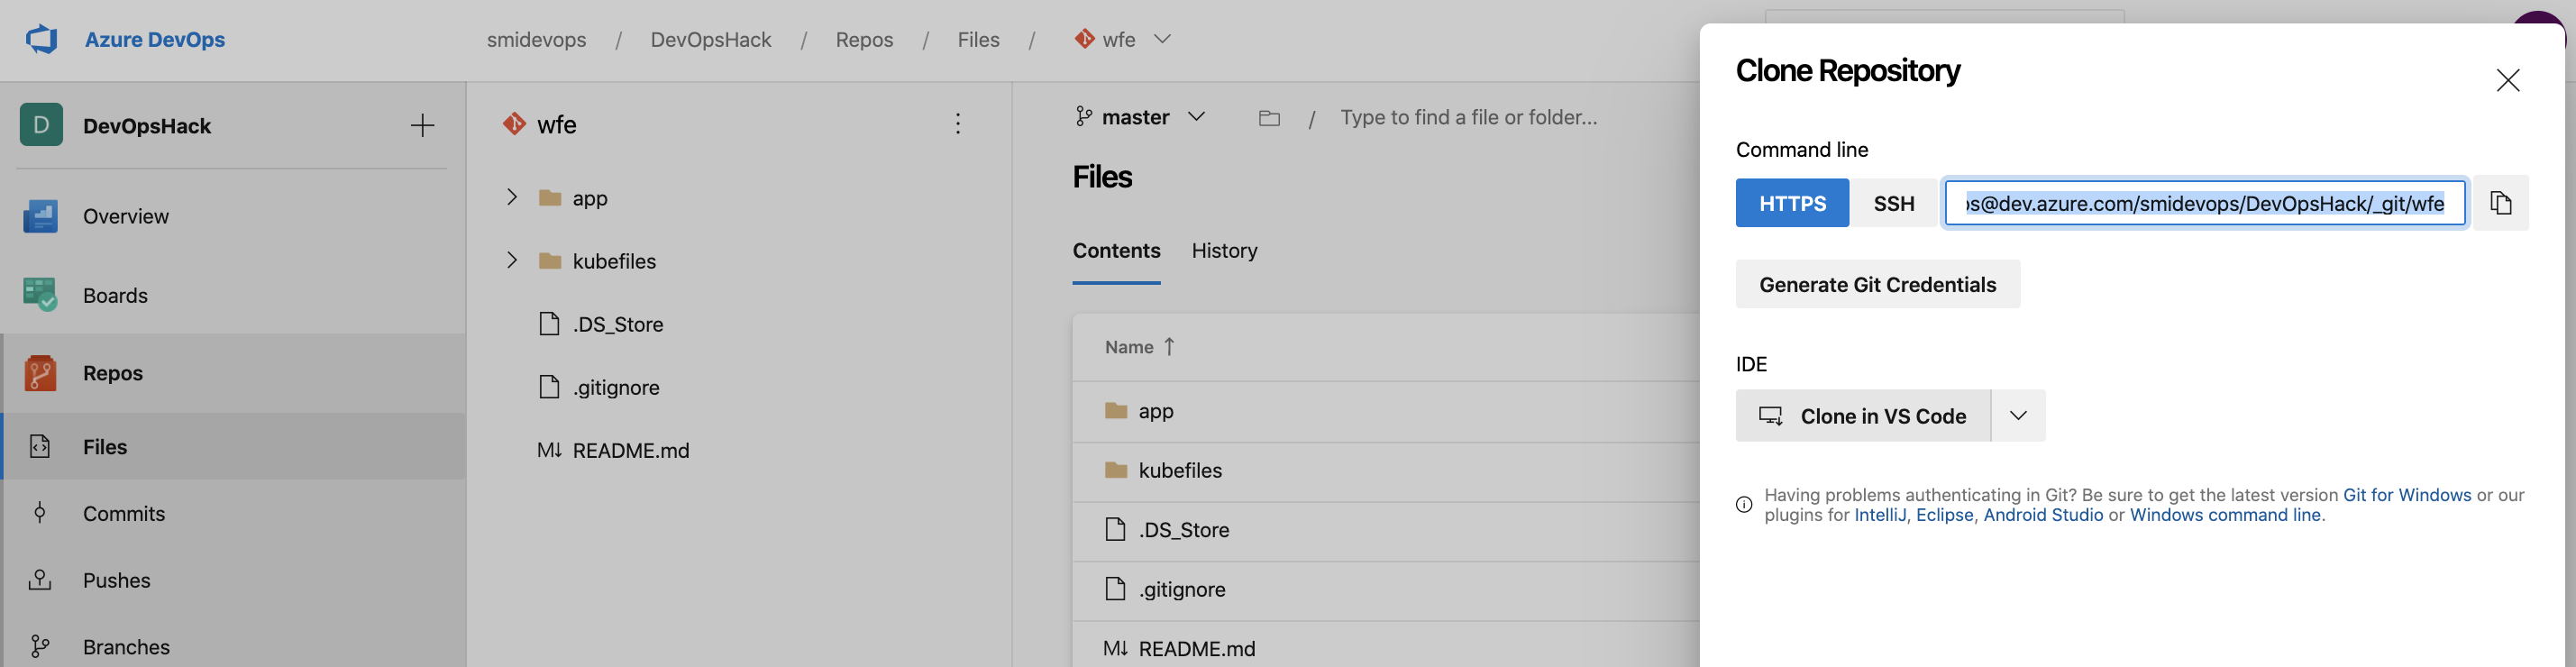 Azure DevOps
smidevops / DevOpsHack / Repos / Files / wfe
D DevOpsHack
Overview
Boards
Repos
Files
Commits
Pushes
Branches
wfe
app
kubefiles
.DS_Store
.gitignore
M↓ README.md
master / Type to find a file or folder...
Files
Contents History
Name ↑
app
kubefiles
.DS_Store
.gitignore
M↓ README.md
Clone Repository
Command line
HTTPS SSH s@dev.azure.com/smidevops/DevOpsHack/_git/wfe
Generate Git Credentials
IDE
Clone in VS Code
Having problems authenticating in Git? Be sure to get the latest version Git for Windows or our
plugins for IntelliJ, Eclipse, Android Studio or Windows command line.